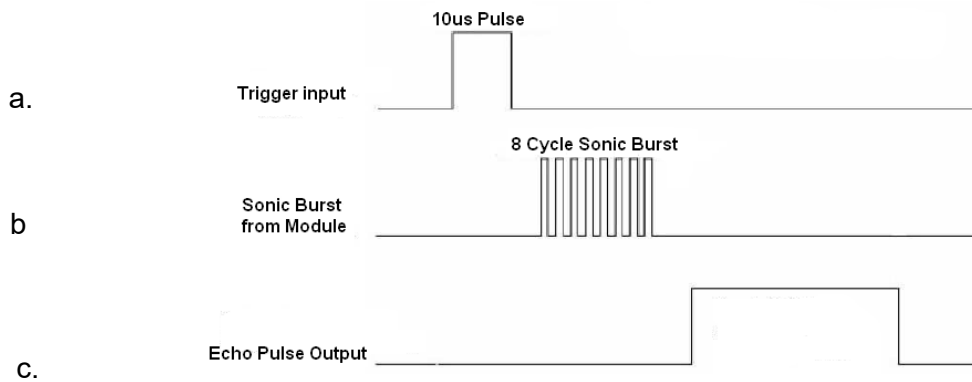 10us Pulse
a.
Trigger input
8 Cycle Sonic Burst
b
Sonic Burst
from Module
Echo Pulse Output
c.